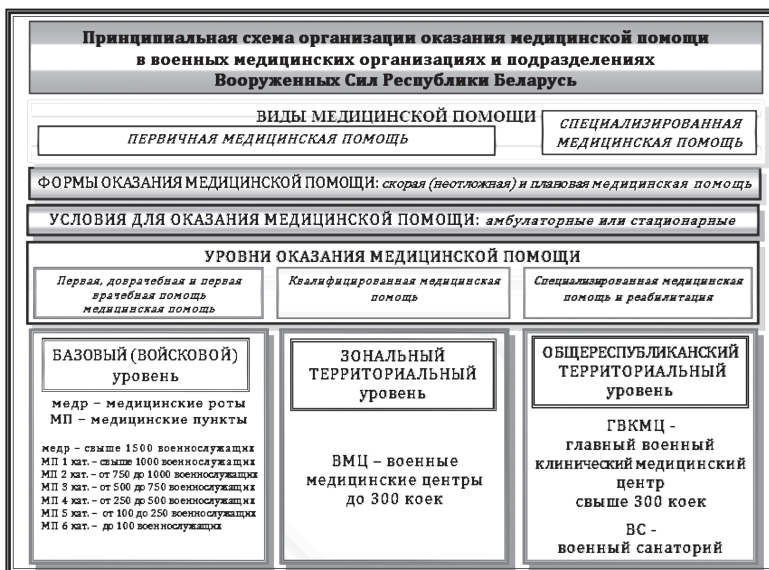 Принципиальная схема организации оказания медицинской помощи
в военных медицинских организациях и подразделениях
Вооруженных Сил Республики Беларусь
ВИДЫ МЕДИЦИНСКОЙ ПОМОЩИ
ПЕРВИЧНАЯ МЕДИЦИНСКАЯ ПОМОЩЬ
СПЕЦИАЛИЗИРОВАННАЯ
МЕДИЦИНСКАЯ ПОМОЩЬ
ФОРМЫ ОКАЗАНИЯ МЕДИЦИНСКОЙ ПОМОЩИ: скорая (неотложная) и плановая медицинская помощь
УСЛОВИЯ ДЛЯ ОКАЗАНИЯ МЕДИЦИНСКОЙ ПОМОЩИ: амбулаторные или стационарные
УРОВНИ ОКАЗАНИЯ МЕДИЦИНСКОЙ ПОМОЩИ
Первая, доврачебная и первая
врачебная помощь
медицинская помощь
Квалифицированная медицинская
помощь
Специализированная медицинская
помощь и реабилитация
БАЗОВЫЙ (ВОЙСКОВОЙ)
уровень
медр – медицинские роты
МП – медицинские пункты
медр – свыше 1500 военнослужащих
МП 1 кат. – свыше 1000 военнослужащих
МП 2 кат. – от 750 до 1000 военнослужащих
МП 3 кат. – от 500 до 750 военнослужащих
МП 4 кат. – от 250 до 500 военнослужащих
МП 5 кат. – от 100 до 250 военнослужащих
МП 6 кат. – до 100 военнослужащих
ЗОНАЛЬНЫЙ
ТЕРРИТОРИАЛЬНЫЙ
уровень
ВМЦ – военные
медицинские центры
до 300 коек
ОБЩЕРЕСПУБЛИКАНСКИЙ
ТЕРРИТОРИАЛЬНЫЙ
уровень
ГВКМЦ -
главный военный
клинический медицинский
центр
свыше 300 коек
ВС -
военный санаторий